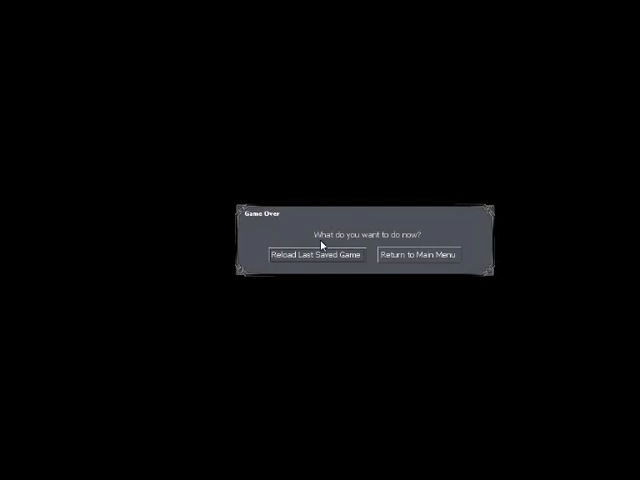 Game Over
What do you want to do now?
Reload Last Saved Game
Return to Main Menu